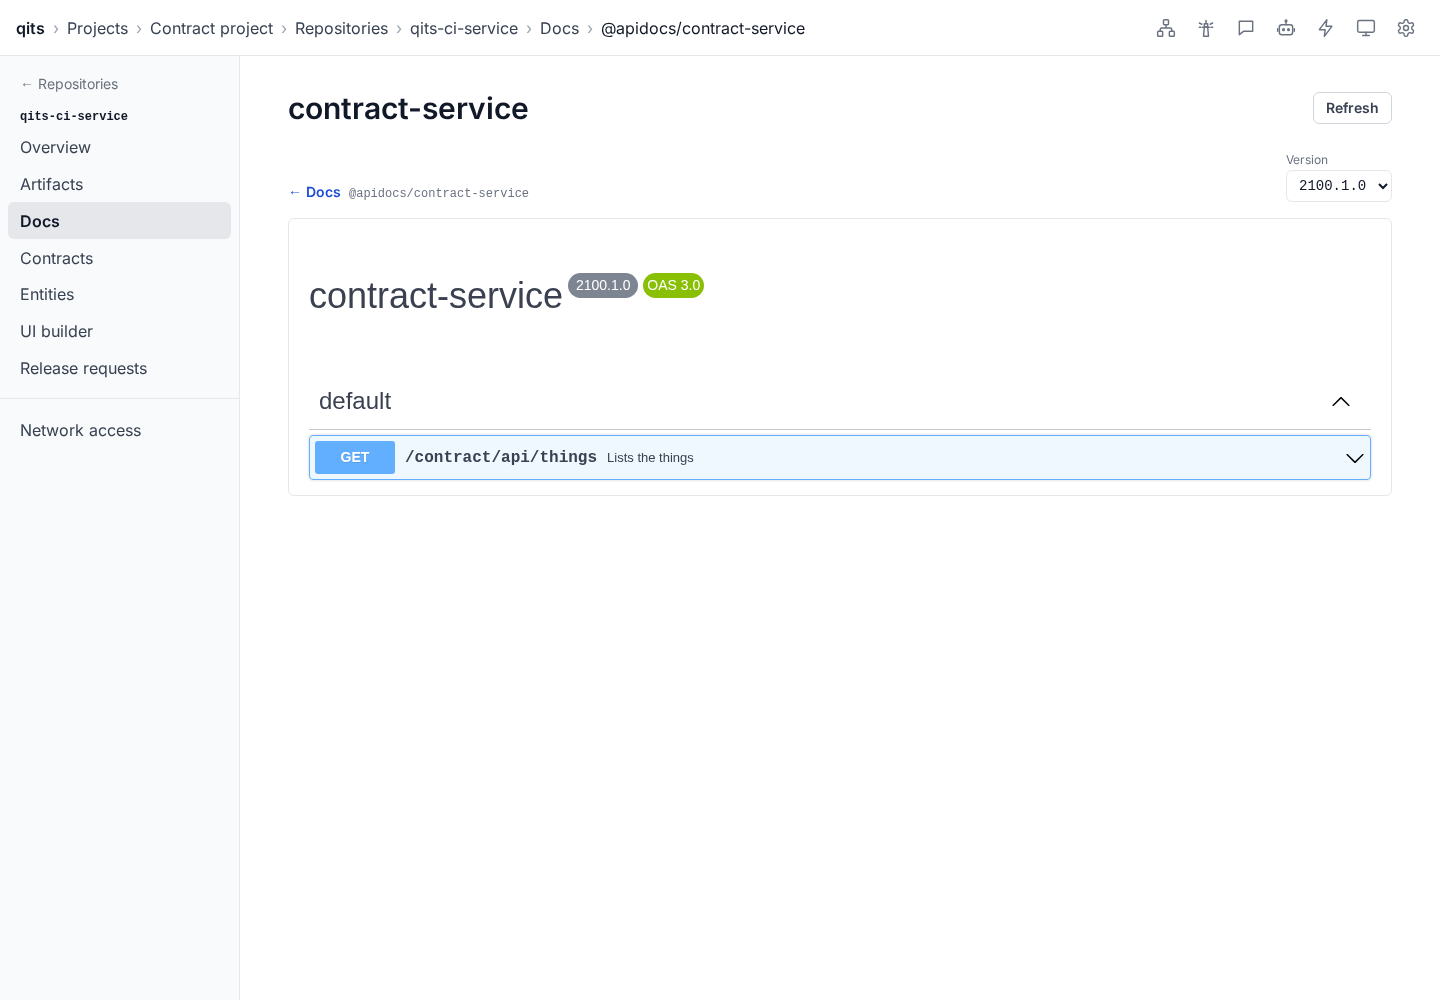 qits › Projects › Contract project › Repositories › qits-ci-service › Docs › @apidocs/contract-service
← Repositories
qits-ci-service
Overview
Artifacts
Docs
Contracts
Entities
UI builder
Release requests
Network access
contract-service
Refresh
← Docs @apidocs/contract-service
Version
2100.1.0
contract-service 2100.1.0 OAS 3.0
default
GET /contract/api/things Lists the things